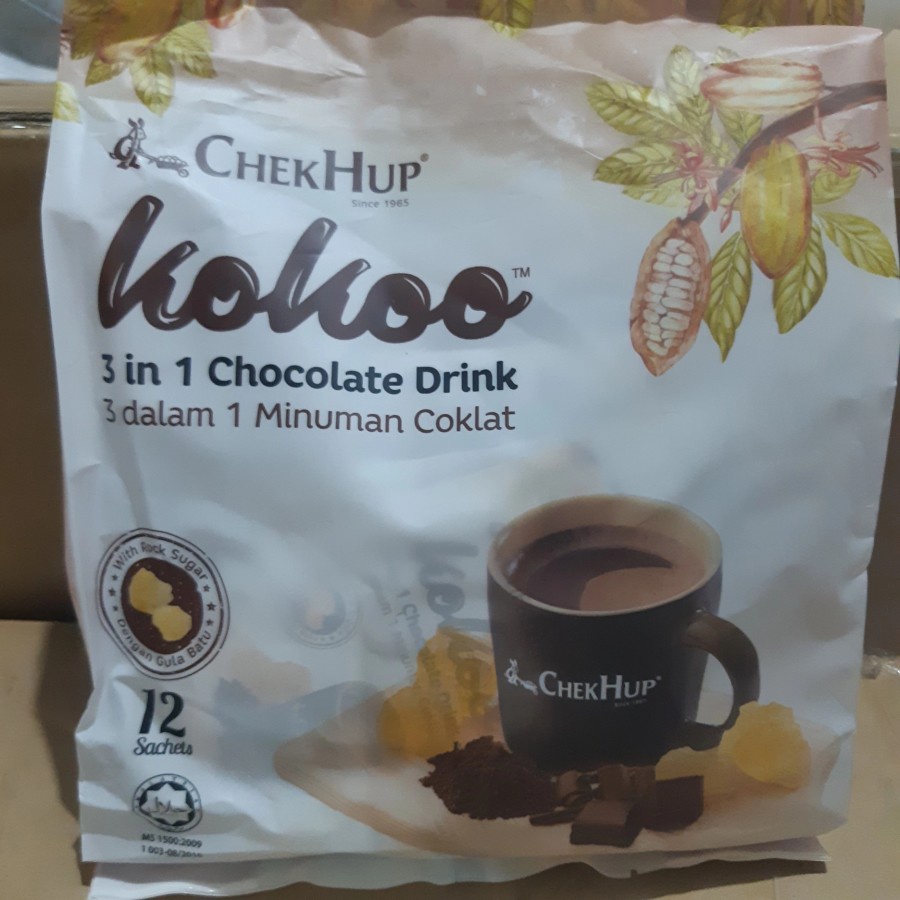 CHEKHUP®
Since 1965
kokoo™
3 in 1 Chocolate Drink
3 dalam 1 Minuman Coklat
With Rock Sugar
Dengan Gula Batu
12
Sachets
MS 1500:2009
CHEKHUP®